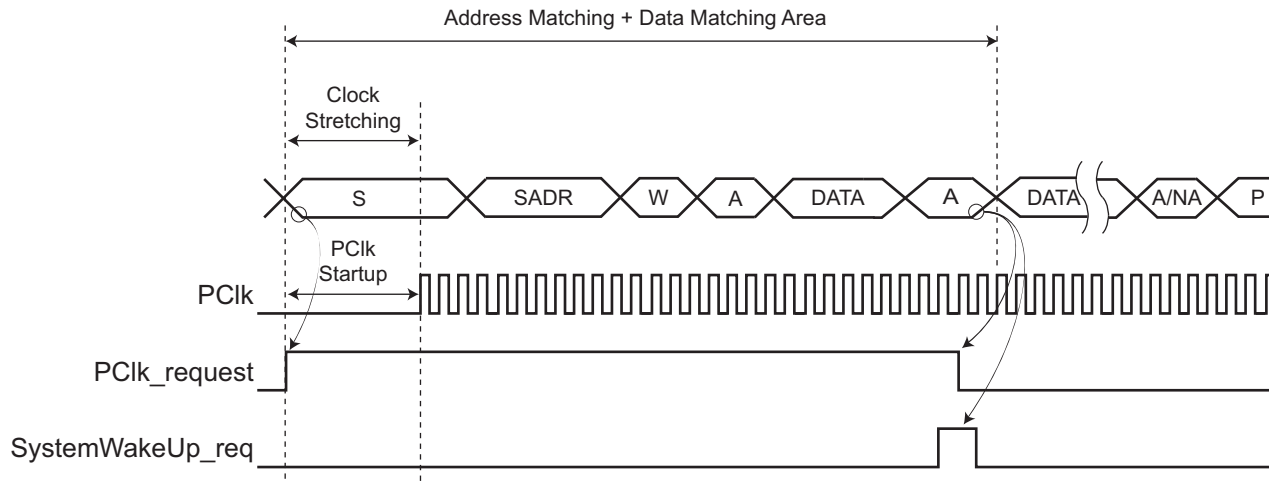 Address Matching + Data Matching Area
Clock
Stretching
S
SADR
W
A
DATA
A
DATA
A/NA
P
PClk
Startup
PClk
PClk_request
SystemWakeUp_req